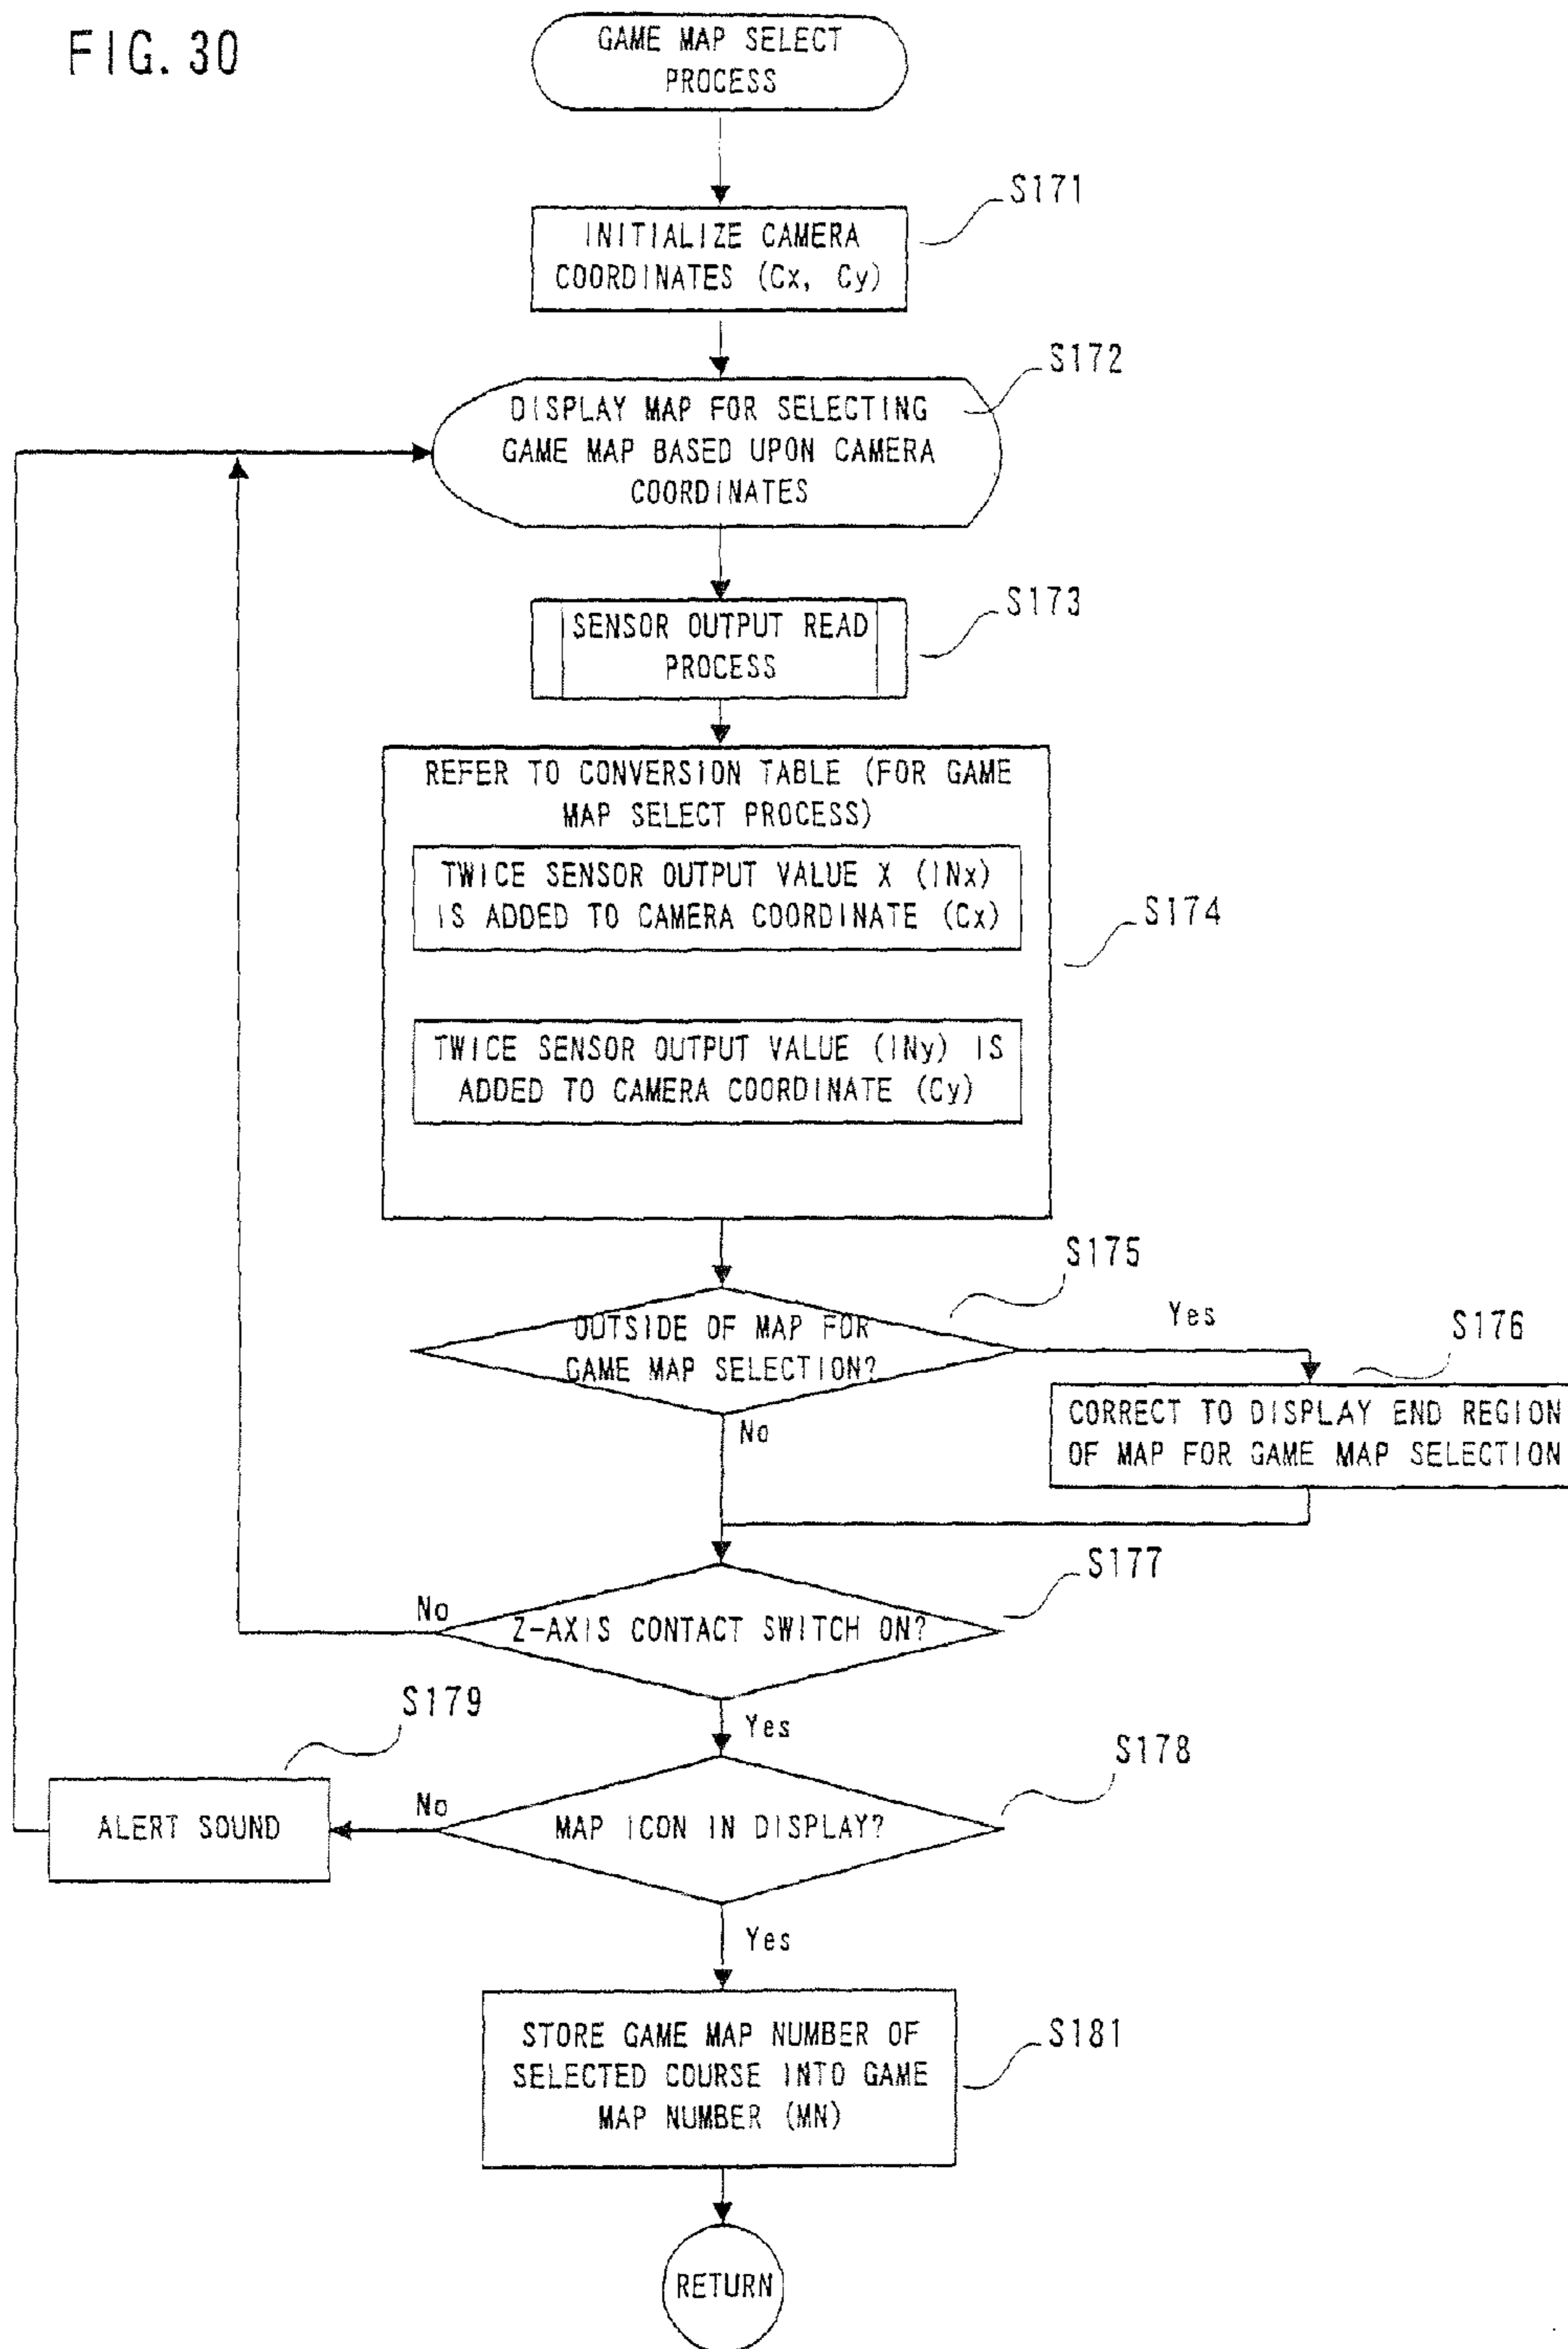 FIG. 30
GAME MAP SELECT
PROCESS
S171
INITIALIZE CAMERA
COORDINATES (Cx, Cy)
S172
DISPLAY MAP FOR SELECTING
GAME MAP BASED UPON CAMERA
COORDINATES
S173
SENSOR OUTPUT READ
PROCESS
REFER TO CONVERSION TABLE (FOR GAME
MAP SELECT PROCESS)
TWICE SENSOR OUTPUT VALUE X (INx)
IS ADDED TO CAMERA COORDINATE (Cx)
S174
TWICE SENSOR OUTPUT VALUE (INy) IS
ADDED TO CAMERA COORDINATE (Cy)
S175
OUTSIDE OF MAP FOR
GAME MAP SELECTION?
Yes
S176
CORRECT TO DISPLAY END REGION
OF MAP FOR GAME MAP SELECTION
No
S177
Z-AXIS CONTACT SWITCH ON?
No
Yes
S179
S178
ALERT SOUND
No
MAP ICON IN DISPLAY?
Yes
STORE GAME MAP NUMBER OF
SELECTED COURSE INTO GAME
MAP NUMBER (MN)
S181
RETURN